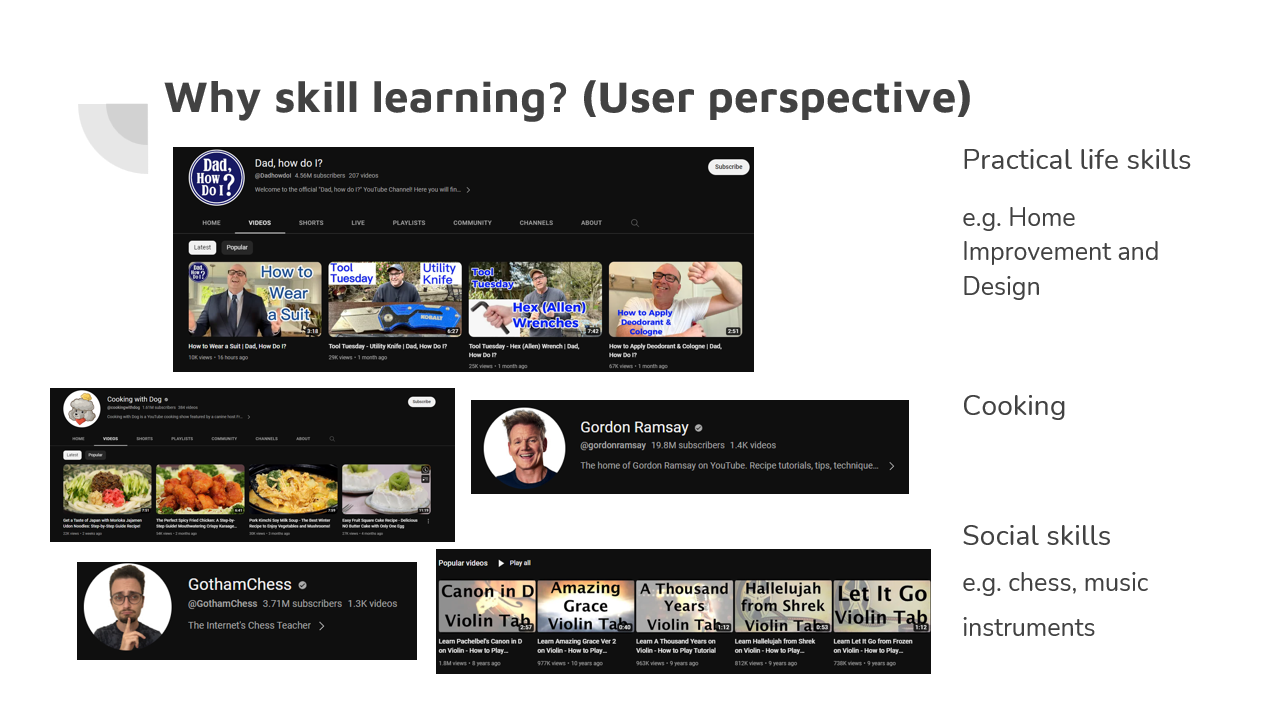 Why skill learning? (User perspective)
Dad,
How
Do I?
Dad, how do I?
@Dadhowdoi 4.56M subscribers 207 videos
Welcome to the official "Dad, how do I?" YouTube Channel! Here you will fin...
Subscribe
HOME VIDEOS SHORTS LIVE PLAYLISTS COMMUNITY CHANNELS ABOUT
Latest Popular
How to
Wear
a Suit
3:18
Tool
Tuesday
Utility
Knife
KOBALT
6:27
Tool
Tuesday
Hex (Allen)
Wrenches
7:42
How to Apply
Deodorant &
Cologne
2:51
How to Wear a Suit | Dad, How Do I?
10K views • 16 hours ago
Tool Tuesday - Utility Knife | Dad, How Do I?
29K views • 1 month ago
Tool Tuesday - Hex (Allen) Wrench | Dad,
How Do I?
25K views • 1 month ago
How to Apply Deodorant & Cologne | Dad,
How Do I?
67K views • 1 month ago
Practical life skills
e.g. Home
Improvement and
Design
Cooking with Dog
@cookingwithdog 1.61M subscribers 384 videos
Cooking with Dog is a YouTube cooking show featured by a canine host Fr...
Subscribe
HOME VIDEOS SHORTS PLAYLISTS COMMUNITY CHANNELS ABOUT
Latest Popular
7:31
6:41
7:59
11:19
Get a Taste of Japan with Morioka Jajamen
Udon Noodles: Step-by-Step Guide Recipe!
The Perfect Spicy Fried Chicken: A Step-by-
Step Guide! Mouthwatering Crispy Karaage...
Pork Kimchi Soy Milk Soup - The Best Winter
Recipe to Enjoy Vegetables and Mushrooms!
Easy Fruit Square Cake Recipe - Delicious
NO Butter Cake with Only One Egg
Gordon Ramsay
@gordonramsay 19.8M subscribers 1.4K videos
The home of Gordon Ramsay on YouTube. Recipe tutorials, tips, technique...
Cooking
GothamChess
@GothamChess 3.71M subscribers 1.3K videos
The Internet's Chess Teacher
Popular videos Play all
Canon in D
Violin Tab
2:57
Amazing
Grace
Violin Tab
0:40
A Thousand
Years
Violin Tab
1:12
Hallelujah
from Shrek
Violin Tab
0:53
Let It Go
Violin Tab
1:12
Learn Pachelbel's Canon in D
on Violin - How to Play...
1.8M views • 8 years ago
Learn Amazing Grace Ver 2
on Violin - How to Play...
977K views • 10 years ago
Learn A Thousand Years on
Violin - How to Play Tutorial
963K views • 9 years ago
Learn Hallelujah from Shrek
on Violin - How to Play...
812K views • 9 years ago
Learn Let It Go from Frozen
on Violin - How to Play...
738K views • 9 years ago
Social skills
e.g. chess, music
instruments